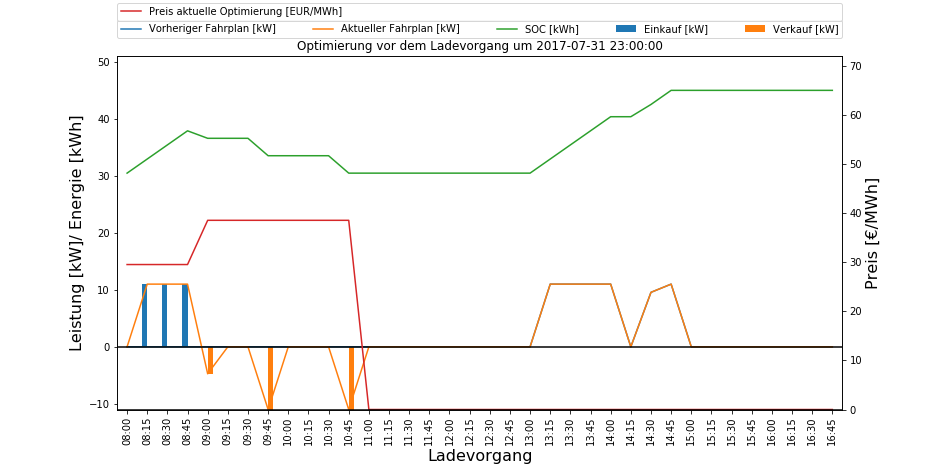 Preis aktuelle Optimierung [EUR/MWh]
Vorheriger Fahrplan [kW] Aktueller Fahrplan [kW] SOC [kWh] Einkauf [kW] Verkauf [kW]
Optimierung vor dem Ladevorgang um 2017-07-31 23:00:00
Leistung [kW]/ Energie [kWh]
50
40
30
20
10
0
−10
Preis [€/MWh]
70
60
50
40
30
20
10
0
08:00 08:15 08:30 08:45 09:00 09:15 09:30 09:45 10:00 10:15 10:30 10:45 11:00 11:15 11:30 11:45 12:00 12:15 12:30 12:45 13:00 13:15 13:30 13:45 14:00 14:15 14:30 14:45 15:00 15:15 15:30 15:45 16:00 16:15 16:30 16:45
Ladevorgang